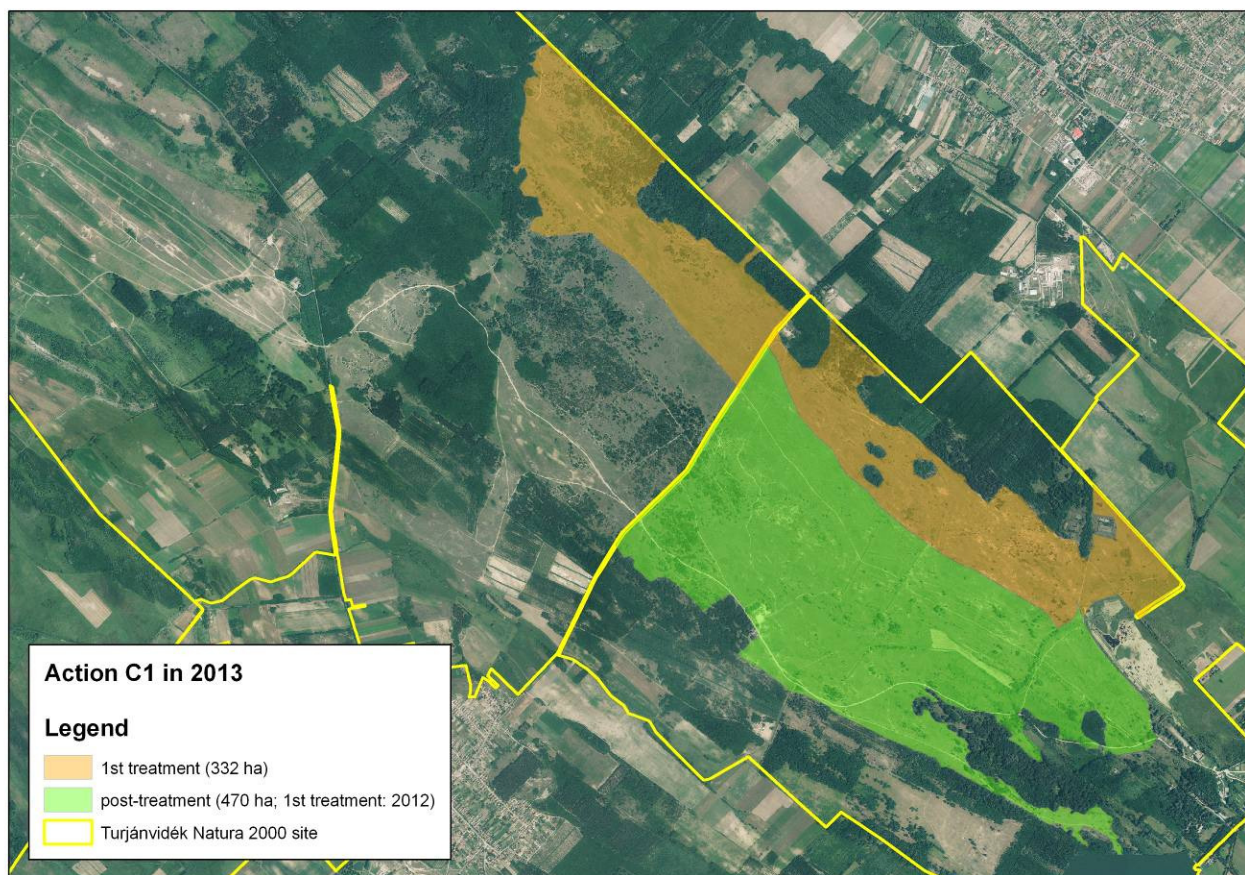 Action C1 in 2013
Legend
1st treatment (332 ha)
post-treatment (470 ha; 1st treatment: 2012)
Turjánvidék Natura 2000 site